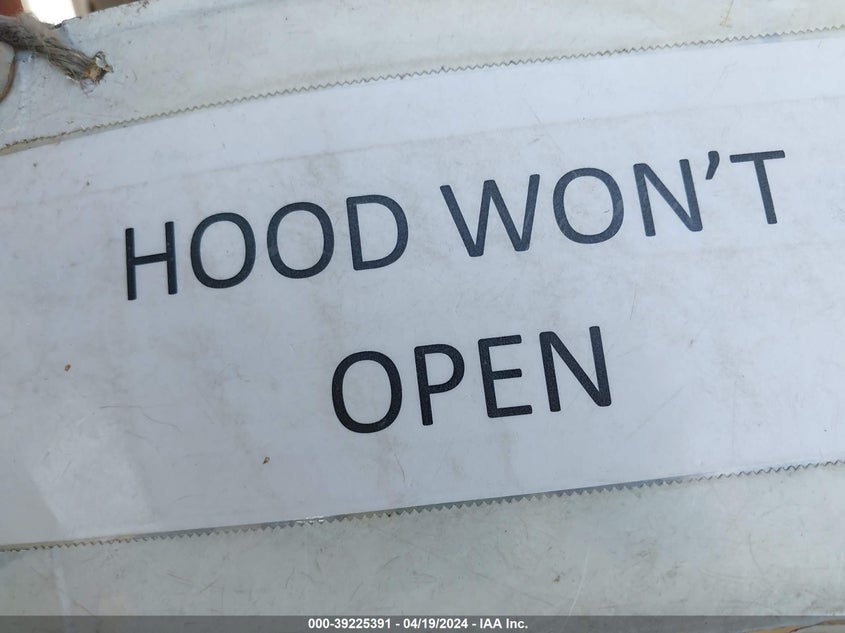 HOOD WON’T
OPEN
000-39225391 - 04/19/2024 - IAA Inc.